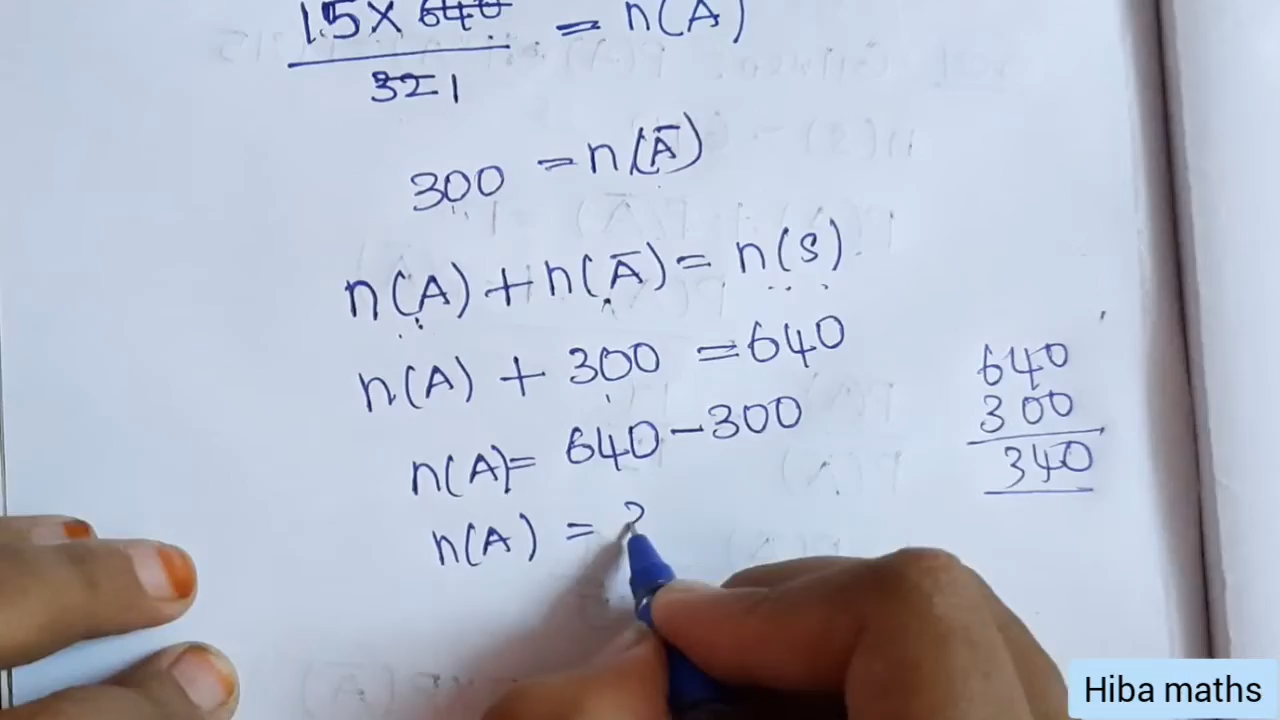 15 × 640 = n(A)
321
300 = n(Ā)
n(A) + n(Ā) = n(S)
n(A) + 300 = 640
n(A) = 640 - 300
n(A) =
640
300
340
Hiba maths